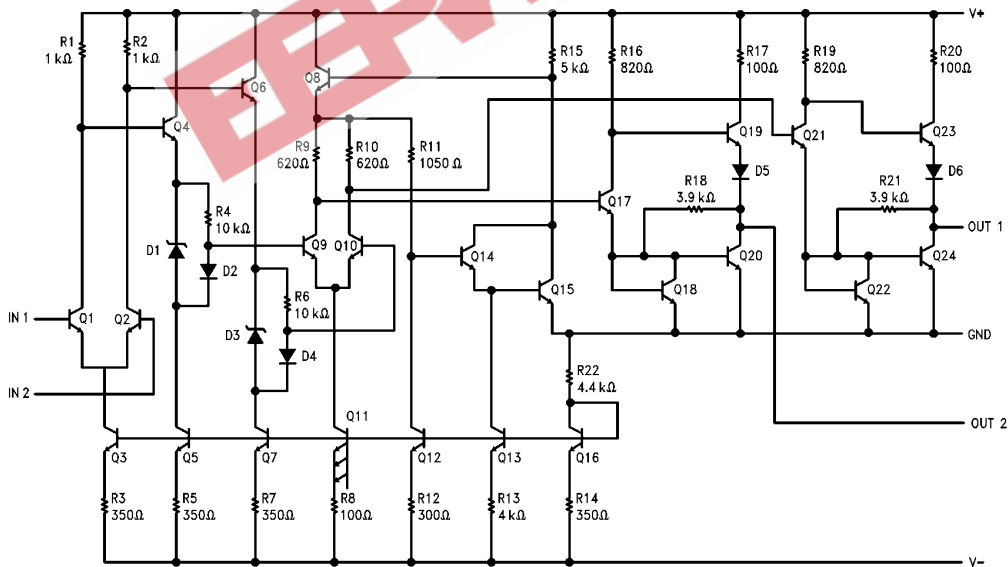 V+
R1
1 kΩ
R2
1 kΩ
R15
5 kΩ
R16
820Ω
R17
100Ω
R19
820Ω
R20
100Ω
Q8
Q6
Q4
Q19
Q21
Q23
R9
620Ω
R10
620Ω
R11
1050 Ω
D5
D6
R18
3.9 kΩ
R21
3.9 kΩ
Q17
R4
10 kΩ
D1
D2
Q9
Q10
Q14
Q20
OUT 1
Q24
R6
10 kΩ
Q15
Q18
Q22
IN 1
Q1
Q2
D3
D4
GND
R22
4.4 kΩ
IN 2
Q11
OUT 2
Q3
Q5
Q7
Q12
Q13
Q16
R3
350Ω
R5
350Ω
R7
350Ω
R8
100Ω
R12
300Ω
R13
4 kΩ
R14
350Ω
V−